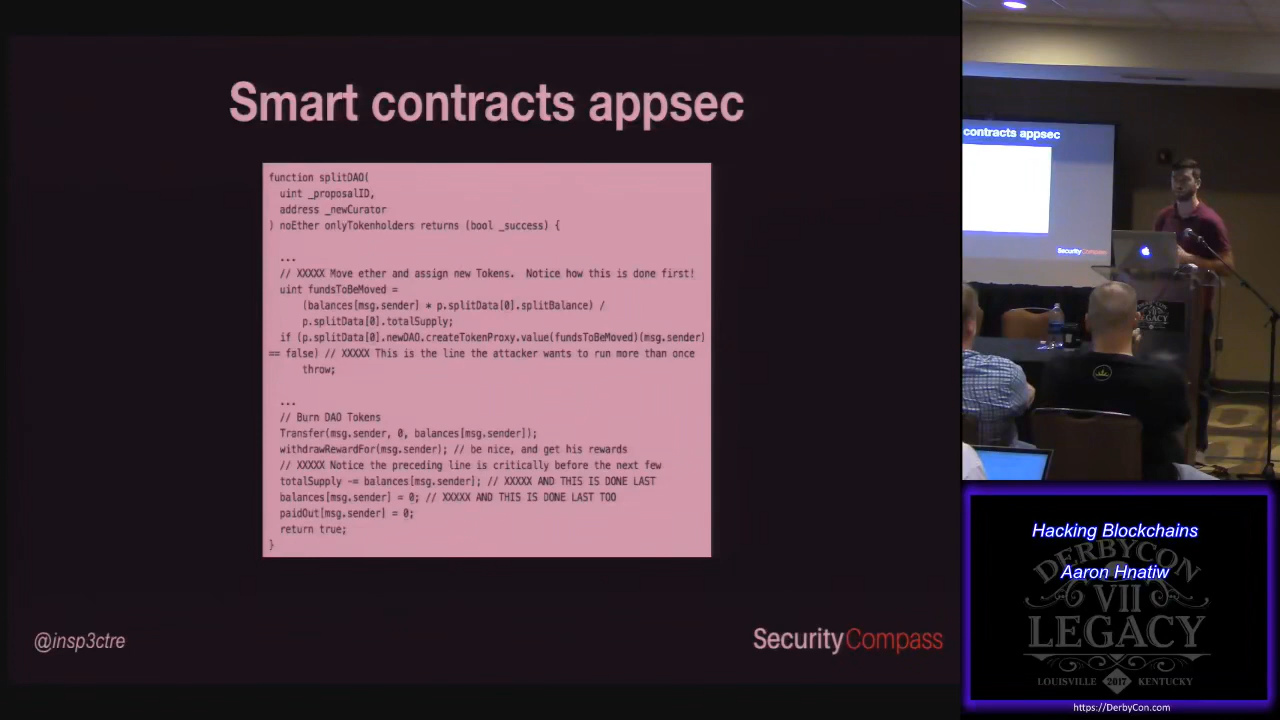 Smart contracts appsec
function splitDAO(
uint _proposalID,
address _newCurator
) noEther onlyTokenholders returns (bool _success) {
...
// XXXXX Move ether and assign new Tokens.  Notice how this is done first!
uint fundsToBeMoved =
(balances[msg.sender] * p.splitData[0].splitBalance) /
p.splitData[0].totalSupply;
if (p.splitData[0].newDAO.createTokenProxy.value(fundsToBeMoved)(msg.sender)
== false) // XXXXX This is the line the attacker wants to run more than once
throw;
...
// Burn DAO Tokens
Transfer(msg.sender, 0, balances[msg.sender]);
withdrawRewardFor(msg.sender); // be nice, and get his rewards
// XXXXX Notice the preceding line is critically before the next few
totalSupply -= balances[msg.sender]; // XXXXX AND THIS IS DONE LAST
balances[msg.sender] = 0; // XXXXX AND THIS IS DONE LAST TOO
paidOut[msg.sender] = 0;
return true;
}
@insp3ctre
SecurityCompass
contracts appsec
SecurityCompass
LEGACY
Hacking Blockchains
Aaron Hnatiw
DERBYCON
VII
LEGACY
LOUISVILLE 2017 KENTUCKY
https://DerbyCon.com